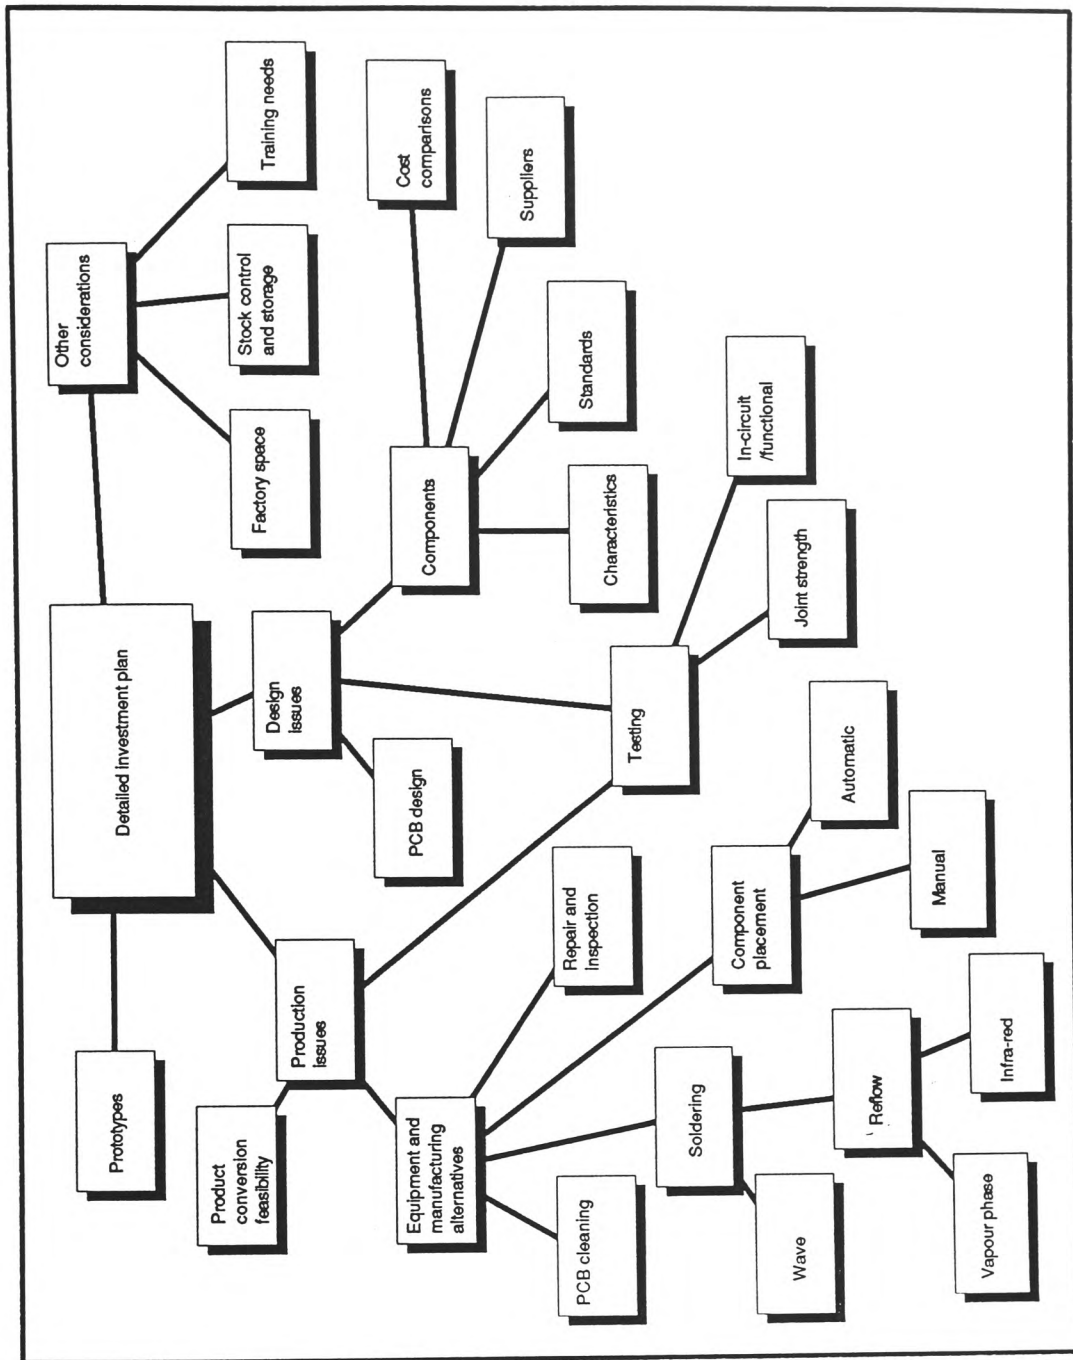 Detailed investment plan
Prototypes
Production
issues
Design
issues
Other
considerations
Product
conversion
feasibility
Equipment and
manufacturing
alternatives
PCB design
Components
Factory space
Stock control
and storage
Training needs
Cost
comparisons
Suppliers
Standards
Characteristics
Testing
In-circuit
/functional
Joint strength
PCB cleaning
Soldering
Component
placement
Repair and
Inspection
Wave
Reflow
Automatic
Manual
Vapour phase
Infra-red